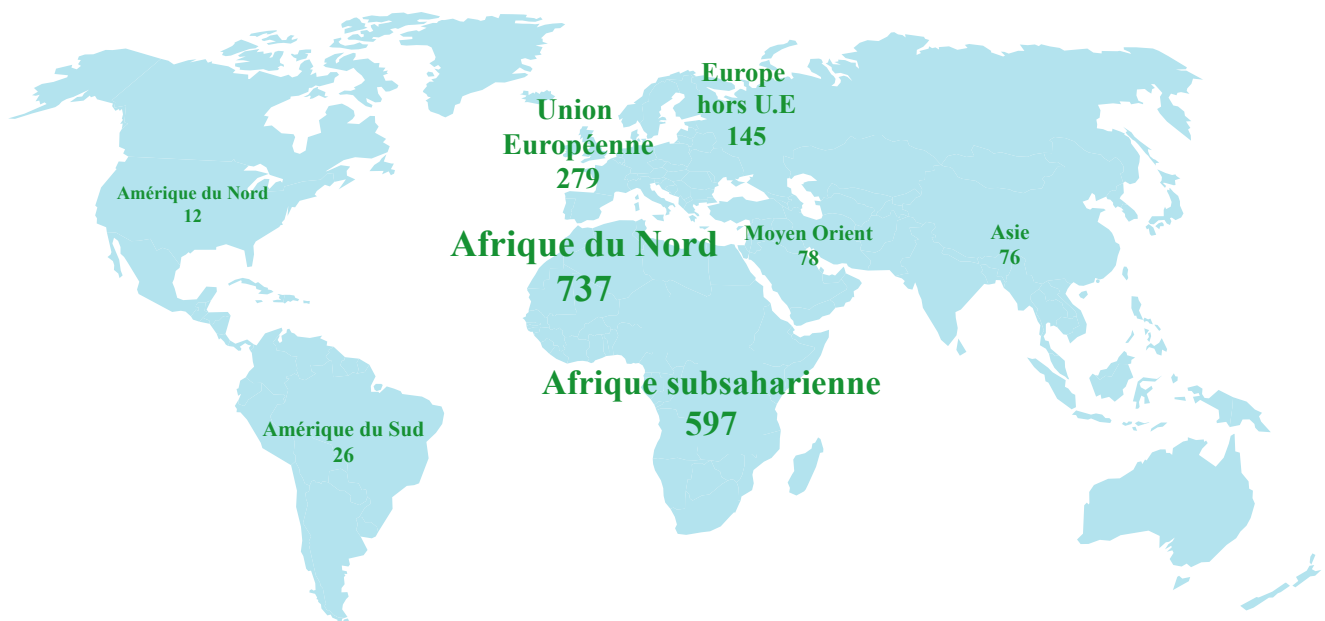 Europe
hors U.E
145
Union
Européenne
279
Amérique du Nord
12
Afrique du Nord
737
Moyen Orient
78
Asie
76
Afrique subsaharienne
597
Amérique du Sud
26